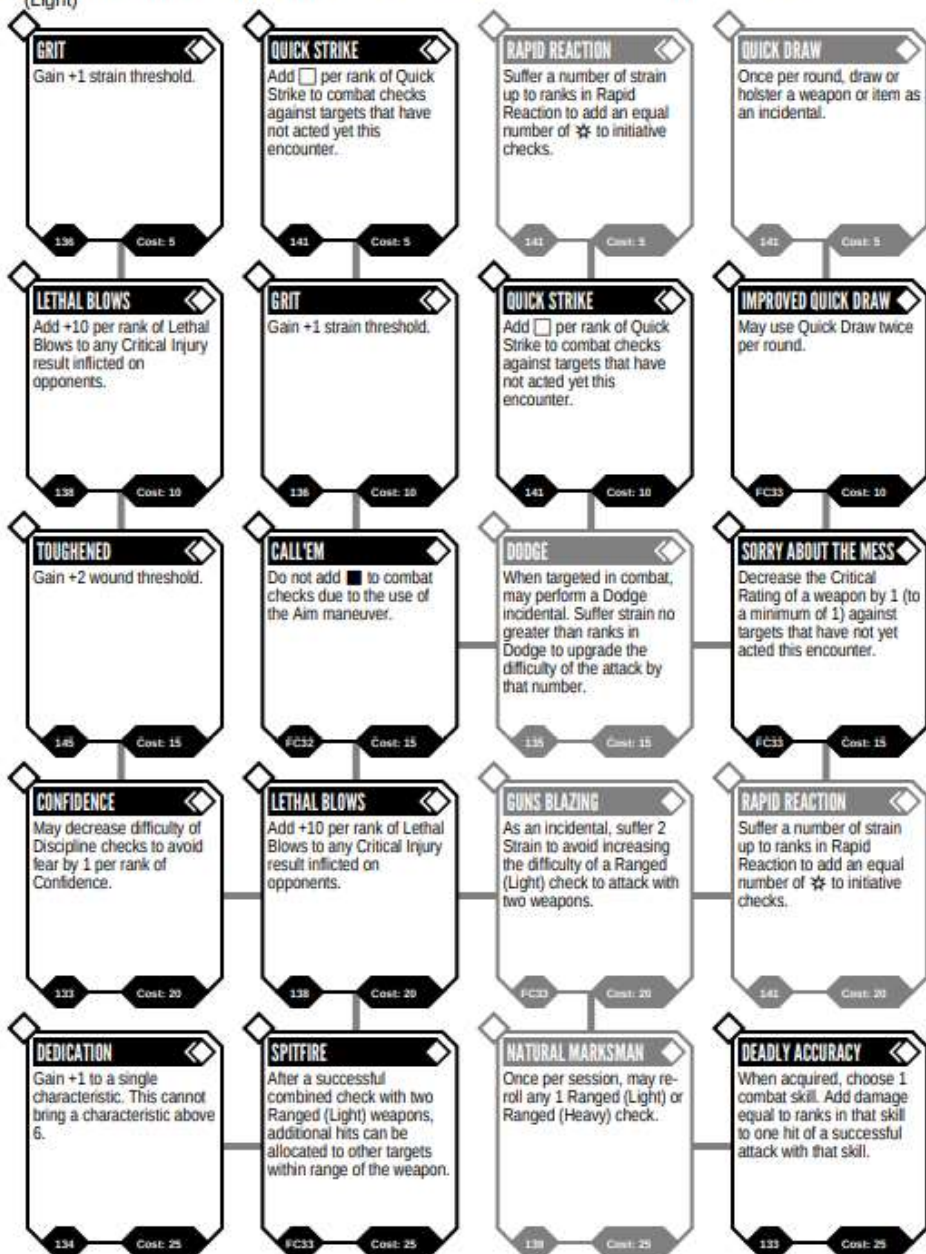 (Light)
GRIT
Gain +1 strain threshold.
136
Cost: 5
QUICK STRIKE
Add □ per rank of Quick
Strike to combat checks
against targets that have
not acted yet this
encounter.
141
Cost: 5
RAPID REACTION
Suffer a number of strain
up to ranks in Rapid
Reaction to add an equal
number of ✲ to initiative
checks.
141
Cost: 5
QUICK DRAW
Once per round, draw or
holster a weapon or item as
an incidental.
141
Cost: 5
LETHAL BLOWS
Add +10 per rank of Lethal
Blows to any Critical Injury
result inflicted on
opponents.
138
Cost: 10
GRIT
Gain +1 strain threshold.
136
Cost: 10
QUICK STRIKE
Add □ per rank of Quick
Strike to combat checks
against targets that have
not acted yet this
encounter.
141
Cost: 10
IMPROVED QUICK DRAW
May use Quick Draw twice
per round.
FC33
Cost: 10
TOUGHENED
Gain +2 wound threshold.
145
Cost: 15
CALL'EM
Do not add ■ to combat
checks due to the use of
the Aim maneuver.
FC32
Cost: 15
DODGE
When targeted in combat,
may perform a Dodge
incidental. Suffer strain no
greater than ranks in
Dodge to upgrade the
difficulty of the attack by
that number.
135
Cost: 15
SORRY ABOUT THE MESS
Decrease the Critical
Rating of a weapon by 1 (to
a minimum of 1) against
targets that have not yet
acted this encounter.
FC33
Cost: 15
CONFIDENCE
May decrease difficulty of
Discipline checks to avoid
fear by 1 per rank of
Confidence.
133
Cost: 20
LETHAL BLOWS
Add +10 per rank of Lethal
Blows to any Critical Injury
result inflicted on
opponents.
138
Cost: 20
GUNS BLAZING
As an incidental, suffer 2
Strain to avoid increasing
the difficulty of a Ranged
(Light) check to attack with
two weapons.
FC33
Cost: 20
RAPID REACTION
Suffer a number of strain
up to ranks in Rapid
Reaction to add an equal
number of ✲ to initiative
checks.
141
Cost: 20
DEDICATION
Gain +1 to a single
characteristic. This cannot
bring a characteristic above
6.
134
Cost: 25
SPITFIRE
After a successful
combined check with two
Ranged (Light) weapons,
additional hits can be
allocated to other targets
within range of the weapon.
FC33
Cost: 25
NATURAL MARKSMAN
Once per session, may re-
roll any 1 Ranged (Light) or
Ranged (Heavy) check.
139
Cost: 25
DEADLY ACCURACY
When acquired, choose 1
combat skill. Add damage
equal to ranks in that skill
to one hit of a successful
attack with that skill.
133
Cost: 25